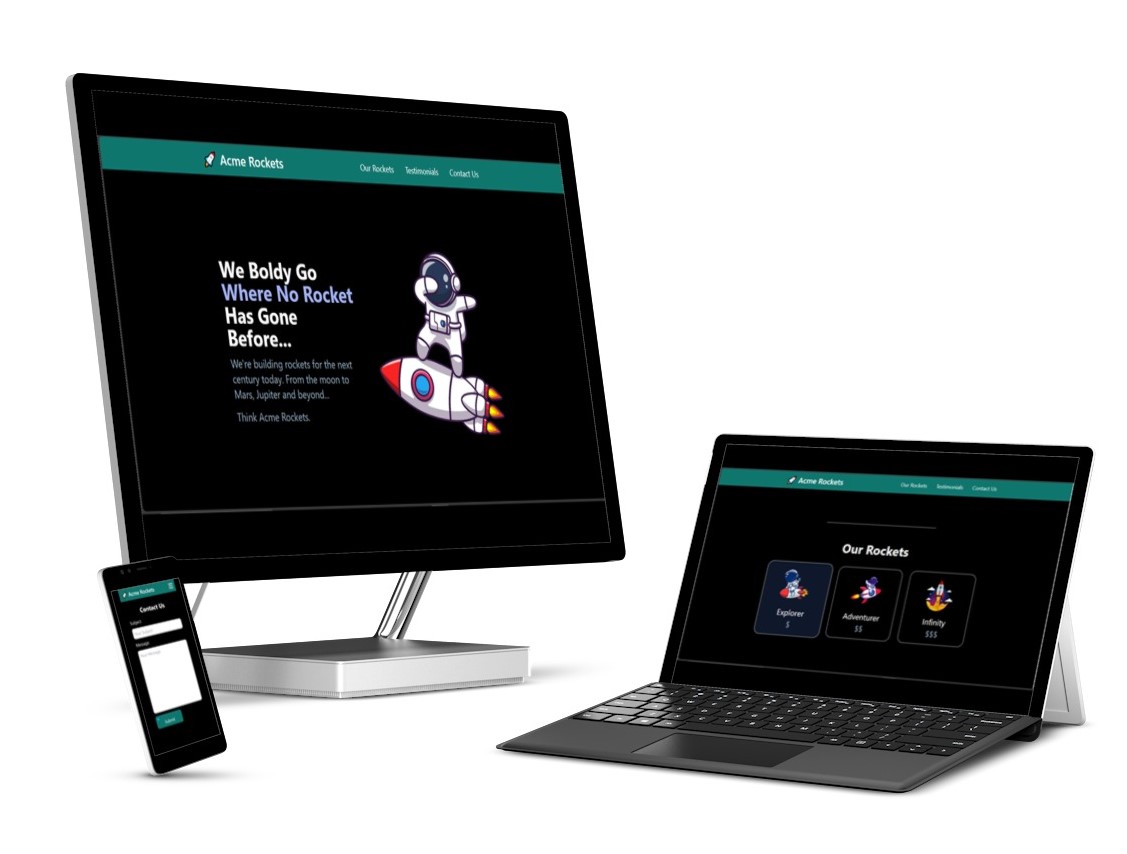 Acme Rockets
Our Rockets Testimonials Contact Us
We Boldy Go
Where No Rocket
Has Gone
Before...
We're building rockets for the next
century today. From the moon to
Mars, Jupiter and beyond...
Think Acme Rockets.
Acme Rockets
Contact Us
Subject:
Message:
Submit
Acme Rockets
Our Rockets Testimonials Contact Us
Our Rockets
Explorer
$
Adventurer
$$
Infinity
$$$